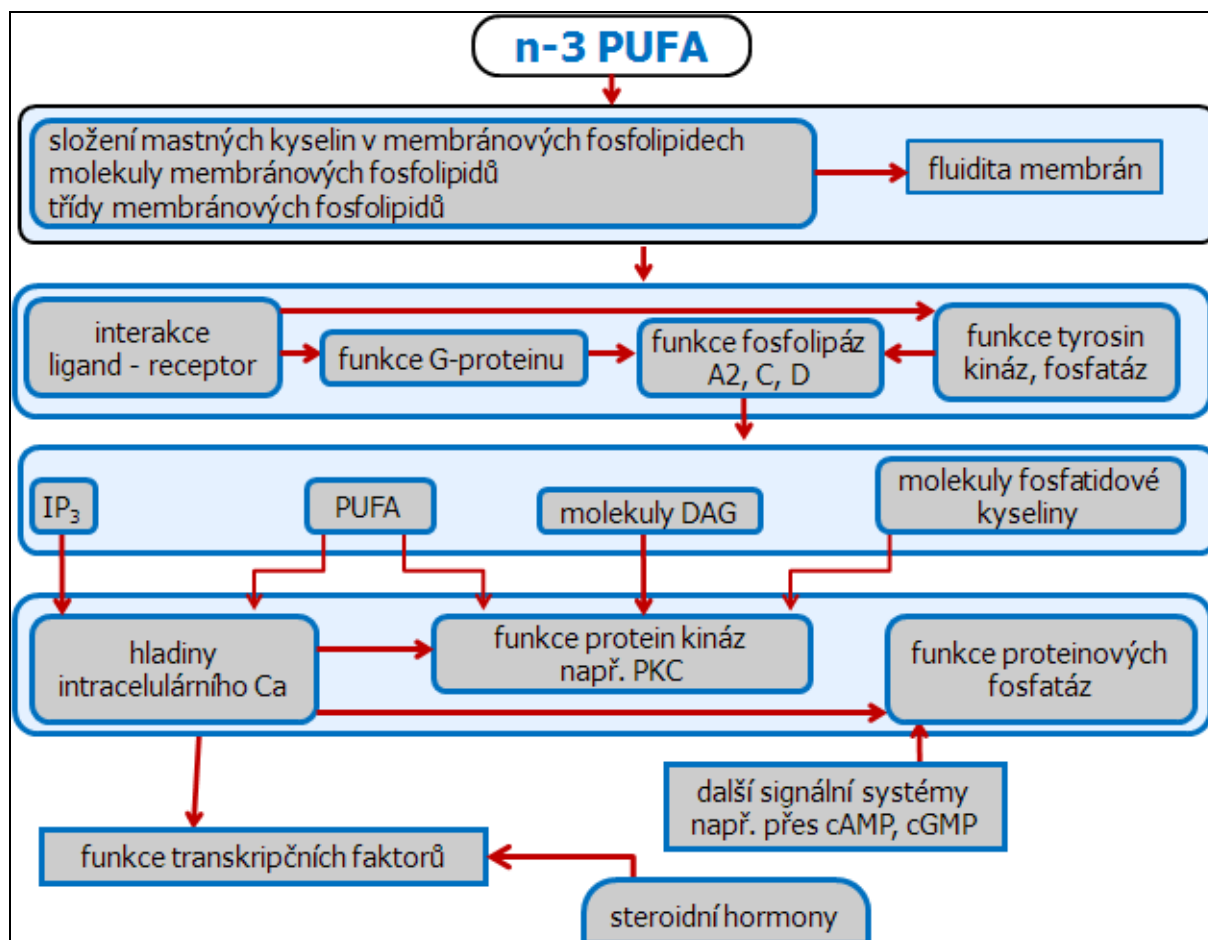 n-3 PUFA
složení mastných kyselin v membránových fosfolipidech
molekuly membránových fosfolipidů
třídy membránových fosfolipidů
fluidita membrán
interakce
ligand - receptor
funkce G-proteinu
funkce fosfolipáz
A2, C, D
funkce tyrosin
kináz, fosfatáz
IP₃
PUFA
molekuly DAG
molekuly fosfatidové
kyseliny
hladiny
intracelulárního Ca
funkce protein kináz
např. PKC
funkce proteinových
fosfatáz
další signální systémy
např. přes cAMP, cGMP
funkce transkripčních faktorů
steroidní hormony